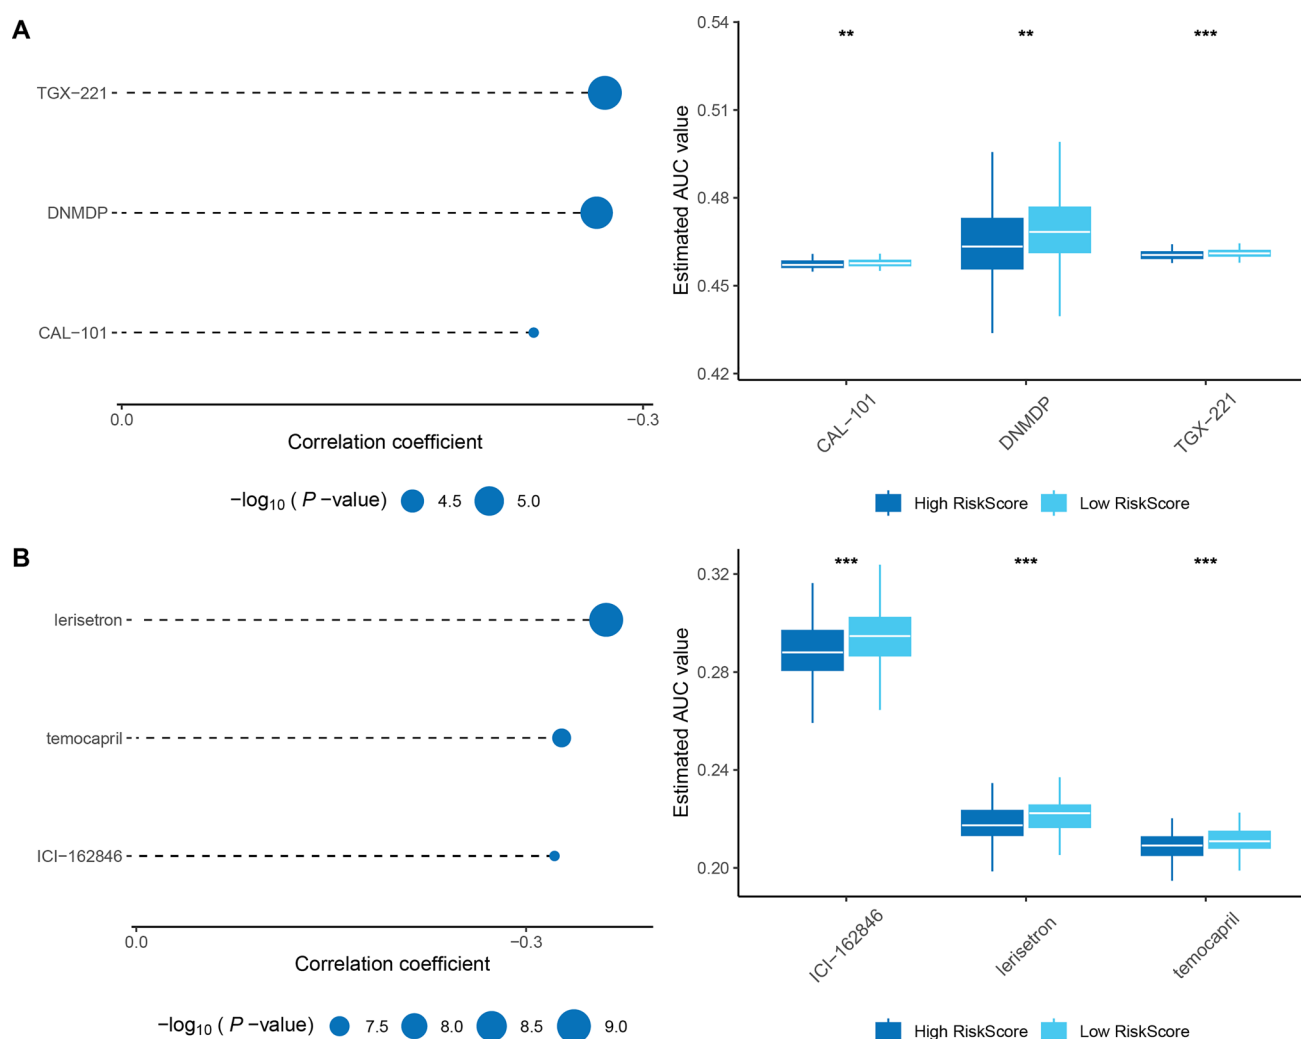 A
TGX−221
DNMDP
CAL−101
0.0
−0.3
Correlation coefficient
−log10 ( P −value) 4.5 5.0
Estimated AUC value
0.54
0.51
0.48
0.45
0.42
** ** ***
CAL−101
DNMDP
TGX−221
High RiskScore Low RiskScore
B
lerisetron
temocapril
ICI−162846
0.0
−0.3
Correlation coefficient
−log10 ( P −value) 7.5 8.0 8.5 9.0
Estimated AUC value
0.32
0.28
0.24
0.20
*** *** ***
ICI−162846
lerisetron
temocapril
High RiskScore Low RiskScore